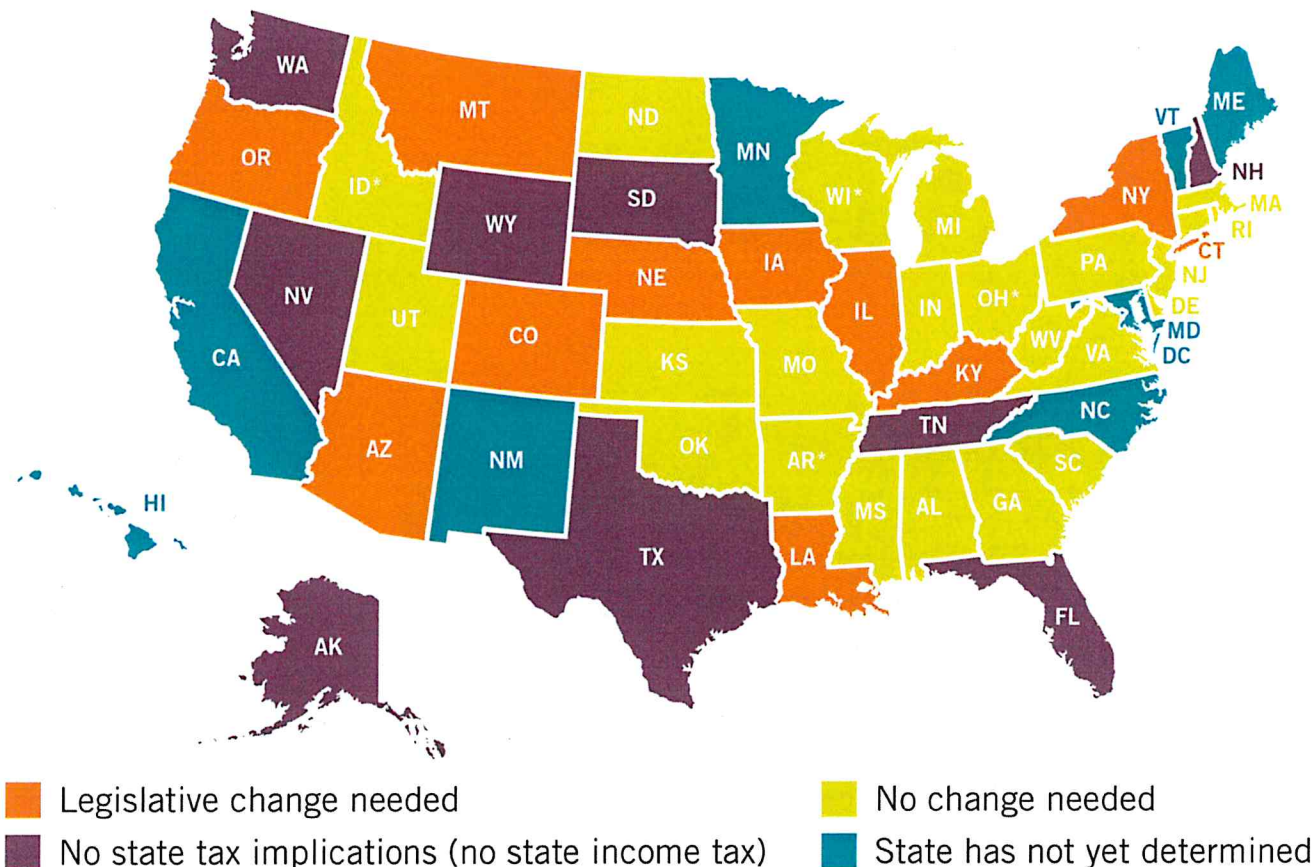 WA
MT
ND
MN
VT
ME
OR
ID*
SD
WI*
MI
NY
NH
MA
RI
CT
WY
IA
NE
PA
NJ
NV
UT
CO
IL
IN
OH*
DE
MD
DC
CA
KS
MO
WV
VA
KY
AZ
NM
OK
AR*
TN
NC
SC
HI
MS
AL
GA
TX
LA
FL
AK
Legislative change needed
No change needed
No state tax implications (no state income tax)
State has not yet determined